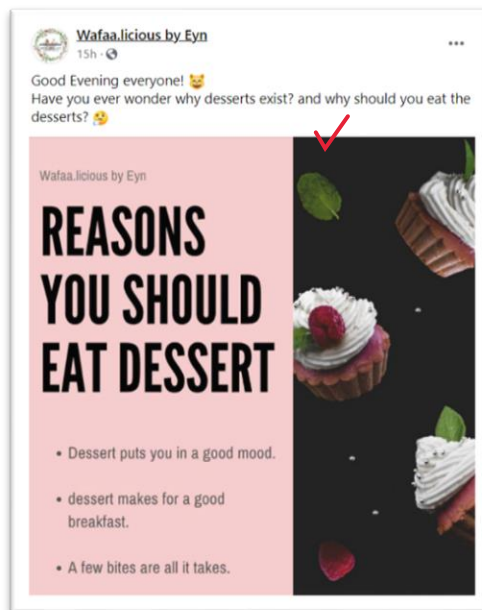 Wafaa.licious by Eyn
15h
Good Evening everyone! 😺
Have you ever wonder why desserts exist? and why should you eat the
desserts? 🤔
Wafaa.licious by Eyn
REASONS
YOU SHOULD
EAT DESSERT
• Dessert puts you in a good mood.
• dessert makes for a good
breakfast.
• A few bites are all it takes.